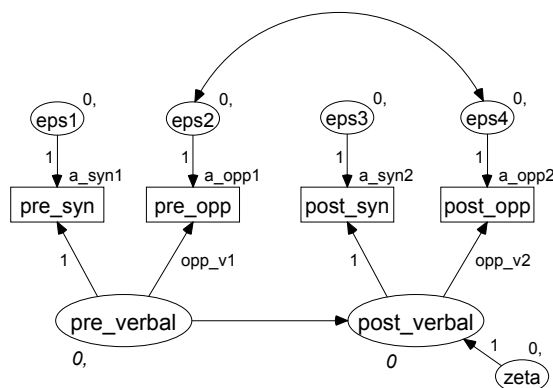 0, 0, 0, 0,
eps1 eps2 eps3 eps4
1 1 1 1
a_syn1 a_opp1 a_syn2 a_opp2
pre_syn pre_opp post_syn post_opp
1 opp_v1 1 opp_v2
pre_verbal post_verbal
0, 0 1 0,
zeta